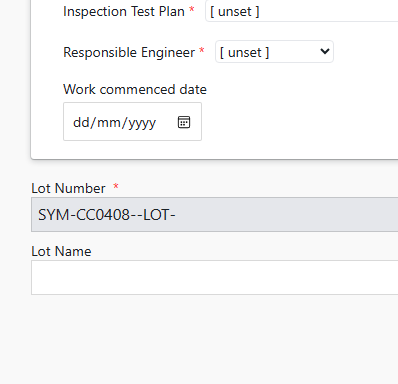 Inspection Test Plan * [ unset ]
Responsible Engineer * [ unset ]
Work commenced date
dd/mm/yyyy
Lot Number *
SYM-CC0408--LOT-
Lot Name